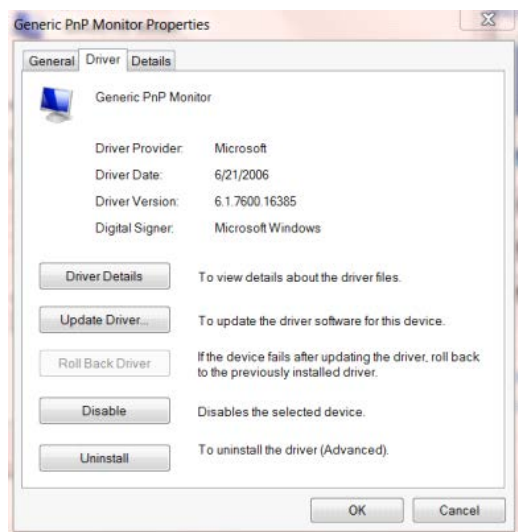 Generic PnP Monitor Properties
General Driver Details
Generic PnP Monitor
Driver Provider: Microsoft
Driver Date: 6/21/2006
Driver Version: 6.1.7600.16385
Digital Signer: Microsoft Windows
Driver Details To view details about the driver files.
Update Driver... To update the driver software for this device.
Roll Back Driver If the device fails after updating the driver, roll back
to the previously installed driver.
Disable Disables the selected device.
Uninstall To uninstall the driver (Advanced).
OK Cancel